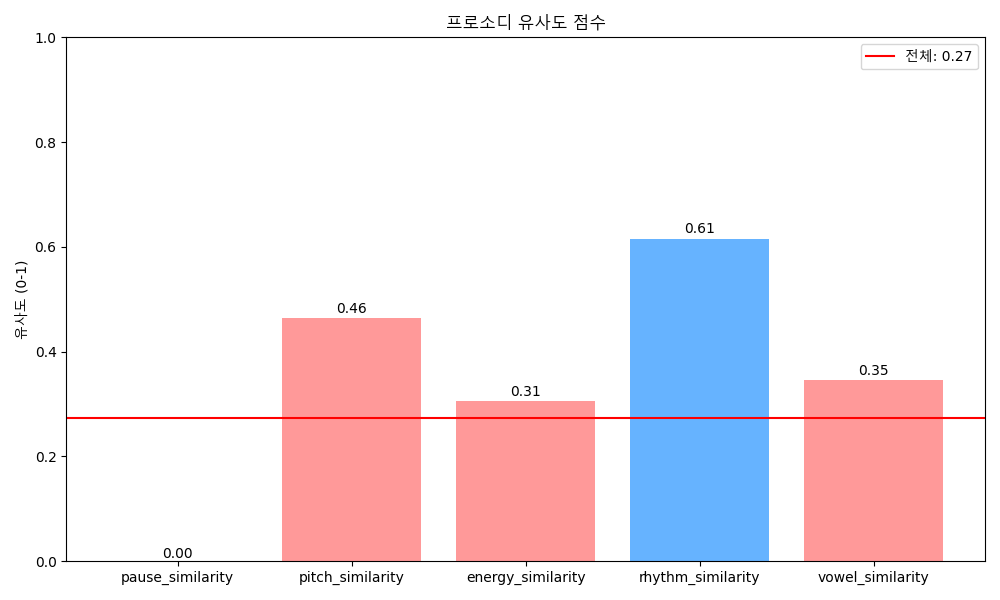 프로소디 유사도 점수
전체: 0.27
유사도 (0-1)
1.0
0.8
0.6
0.4
0.2
0.0
0.00
0.46
0.31
0.61
0.35
pause_similarity
pitch_similarity
energy_similarity
rhythm_similarity
vowel_similarity